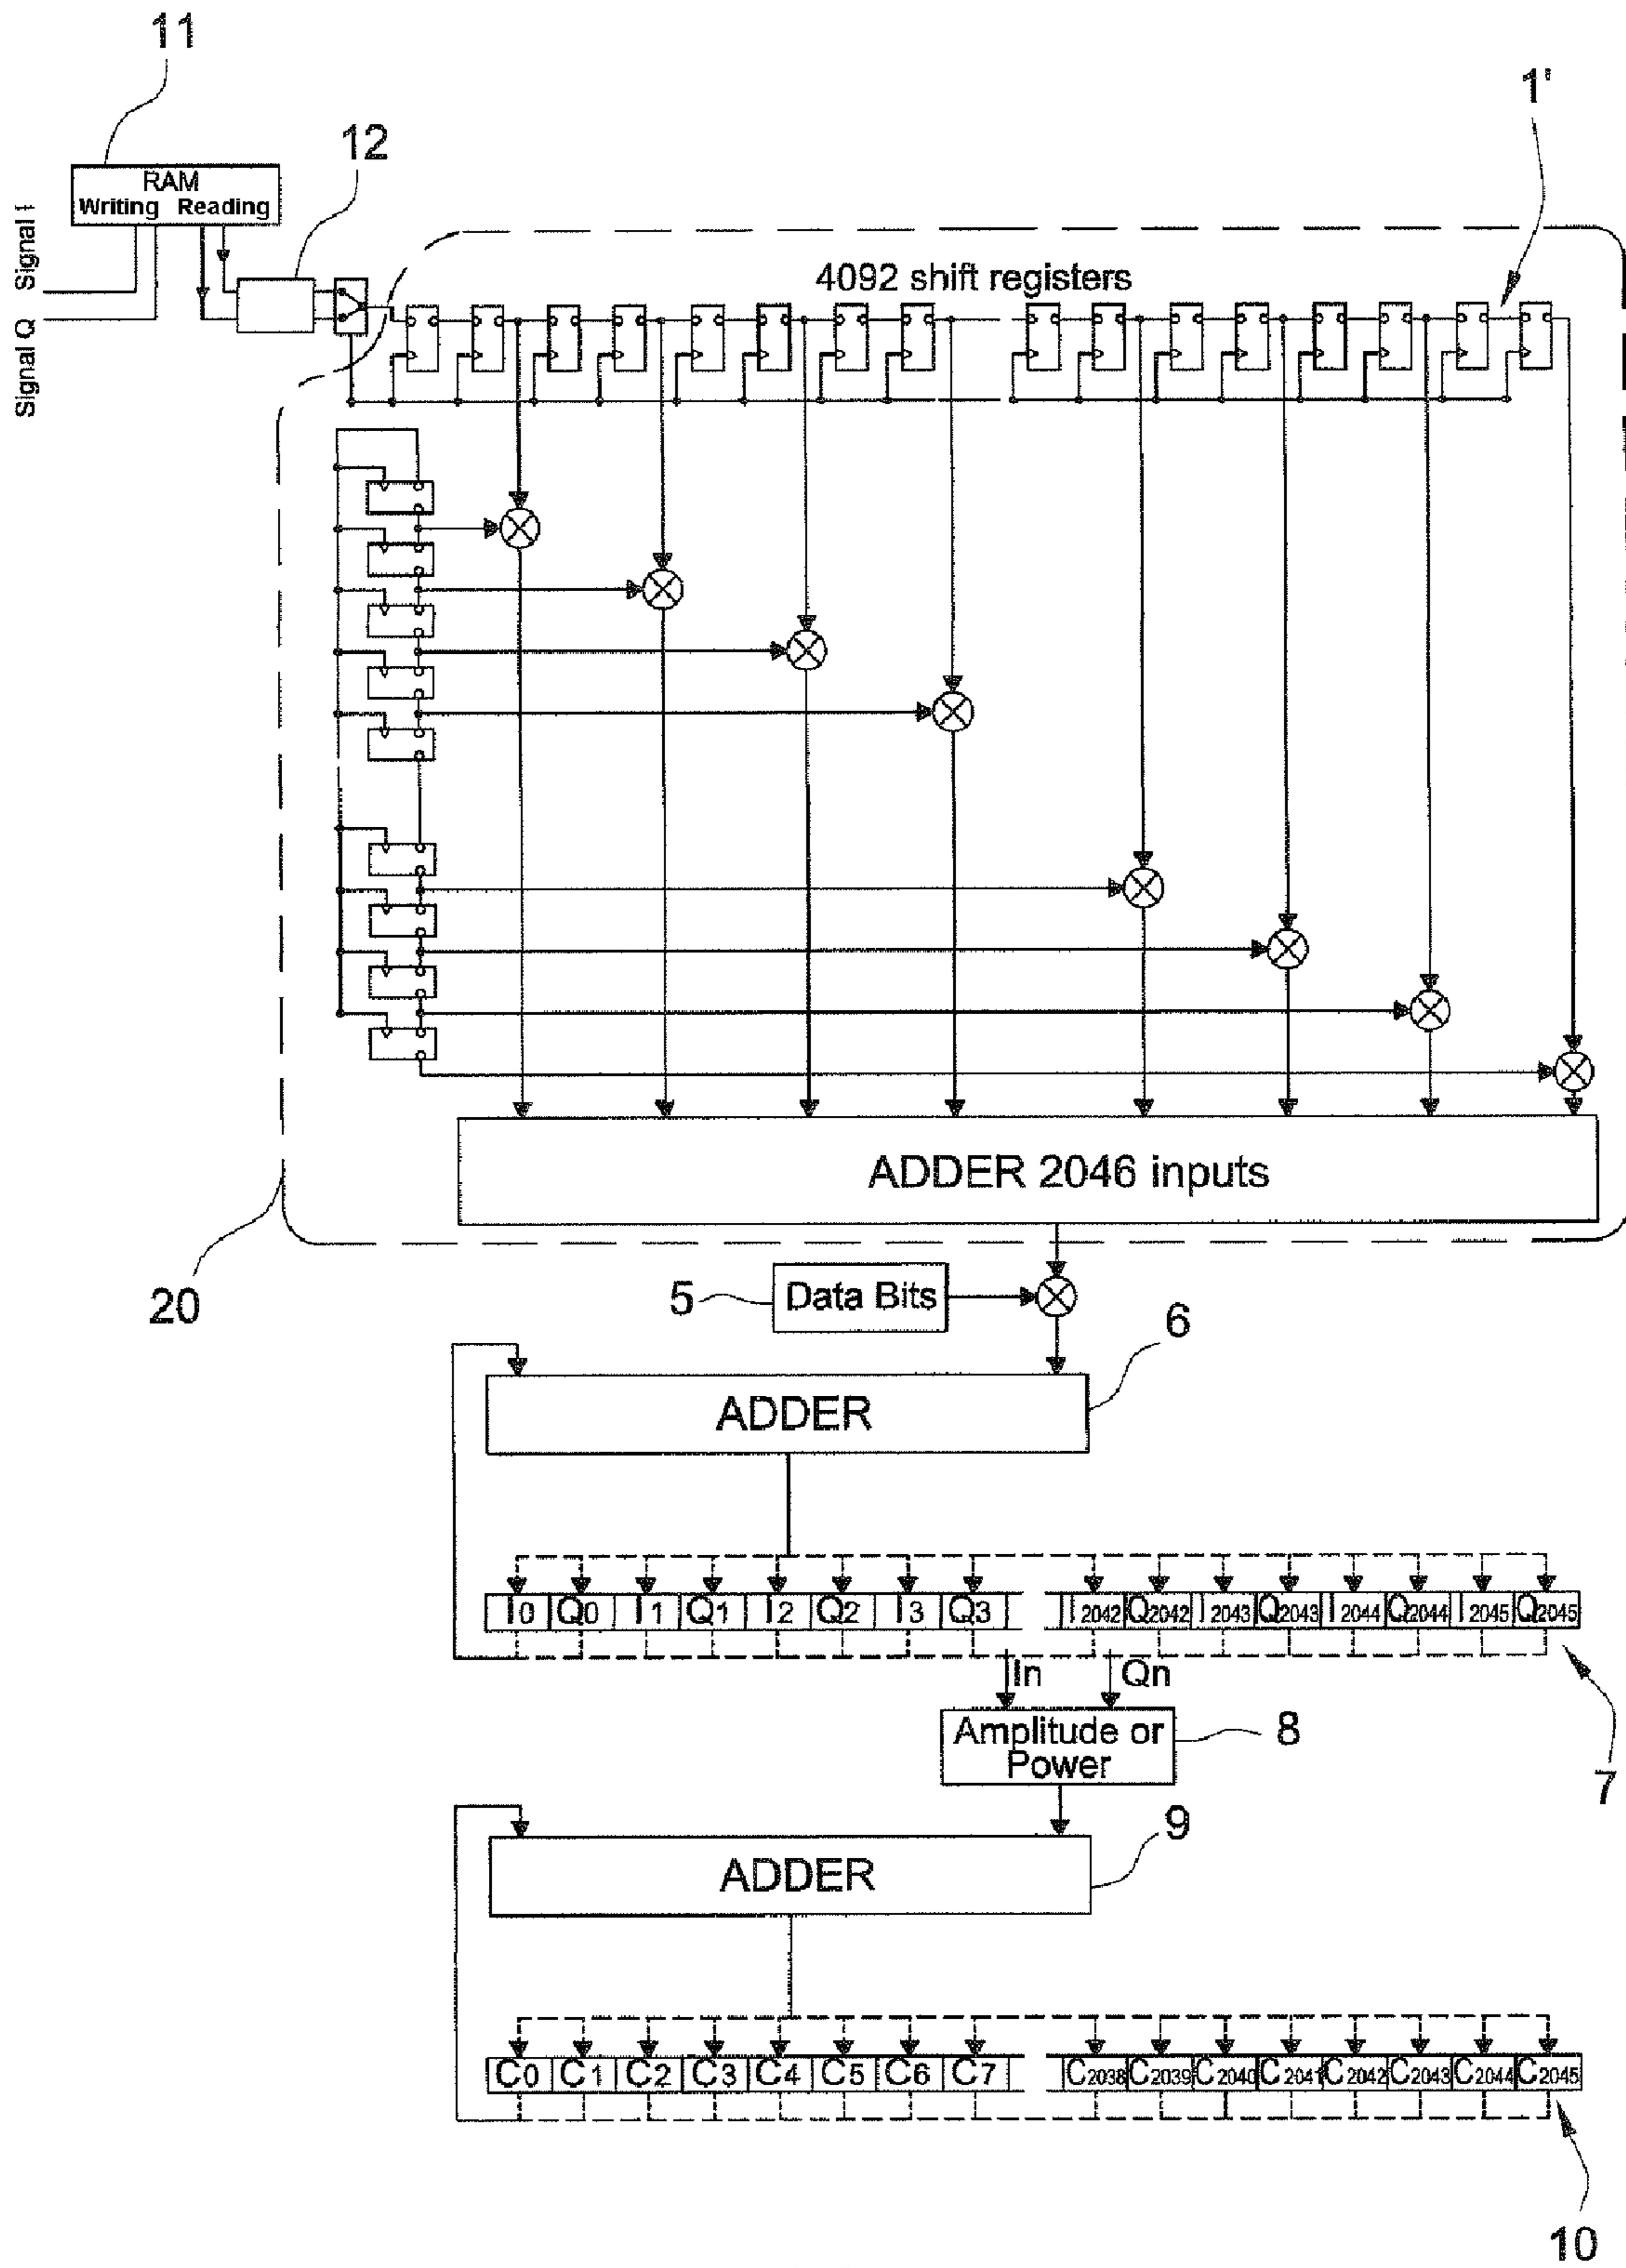 11
1'
12
RAM
Writing Reading
Signal I
Signal Q
4092 shift registers
ADDER 2046 inputs
20
5
Data Bits
6
ADDER
I0 Q0 I1 Q1 I2 Q2 I3 Q3 I2042 Q2042 I2043 Q2043 I2044 Q2044 I2045 Q2045
In Qn
7
Amplitude or
Power
8
9
ADDER
C0 C1 C2 C3 C4 C5 C6 C7 C2038 C2039 C2040 C2041 C2042 C2043 C2044 C2045
10